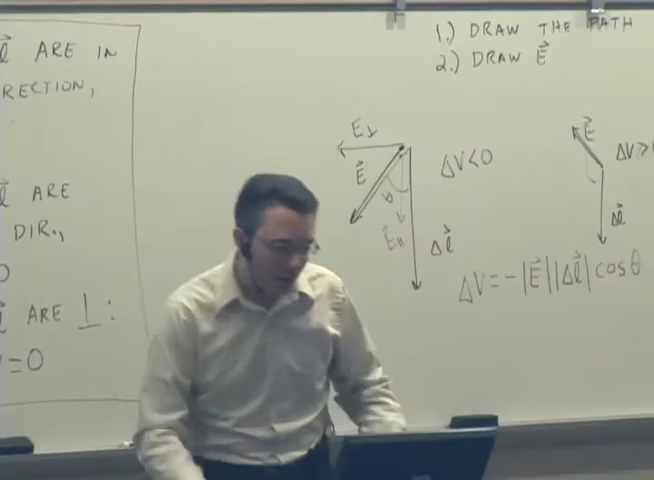 l⃗ ARE IN
RECTION,
l⃗ ARE
DIR.,
0
l⃗ ARE ⊥ :
=0
1.) DRAW THE PATH
2.) DRAW E⃗
E⊥
E⃗
θ
E⃗∥
Δl⃗
ΔV<0
E⃗
ΔV>
Δl⃗
ΔV=-|E⃗||Δl⃗|cosθ